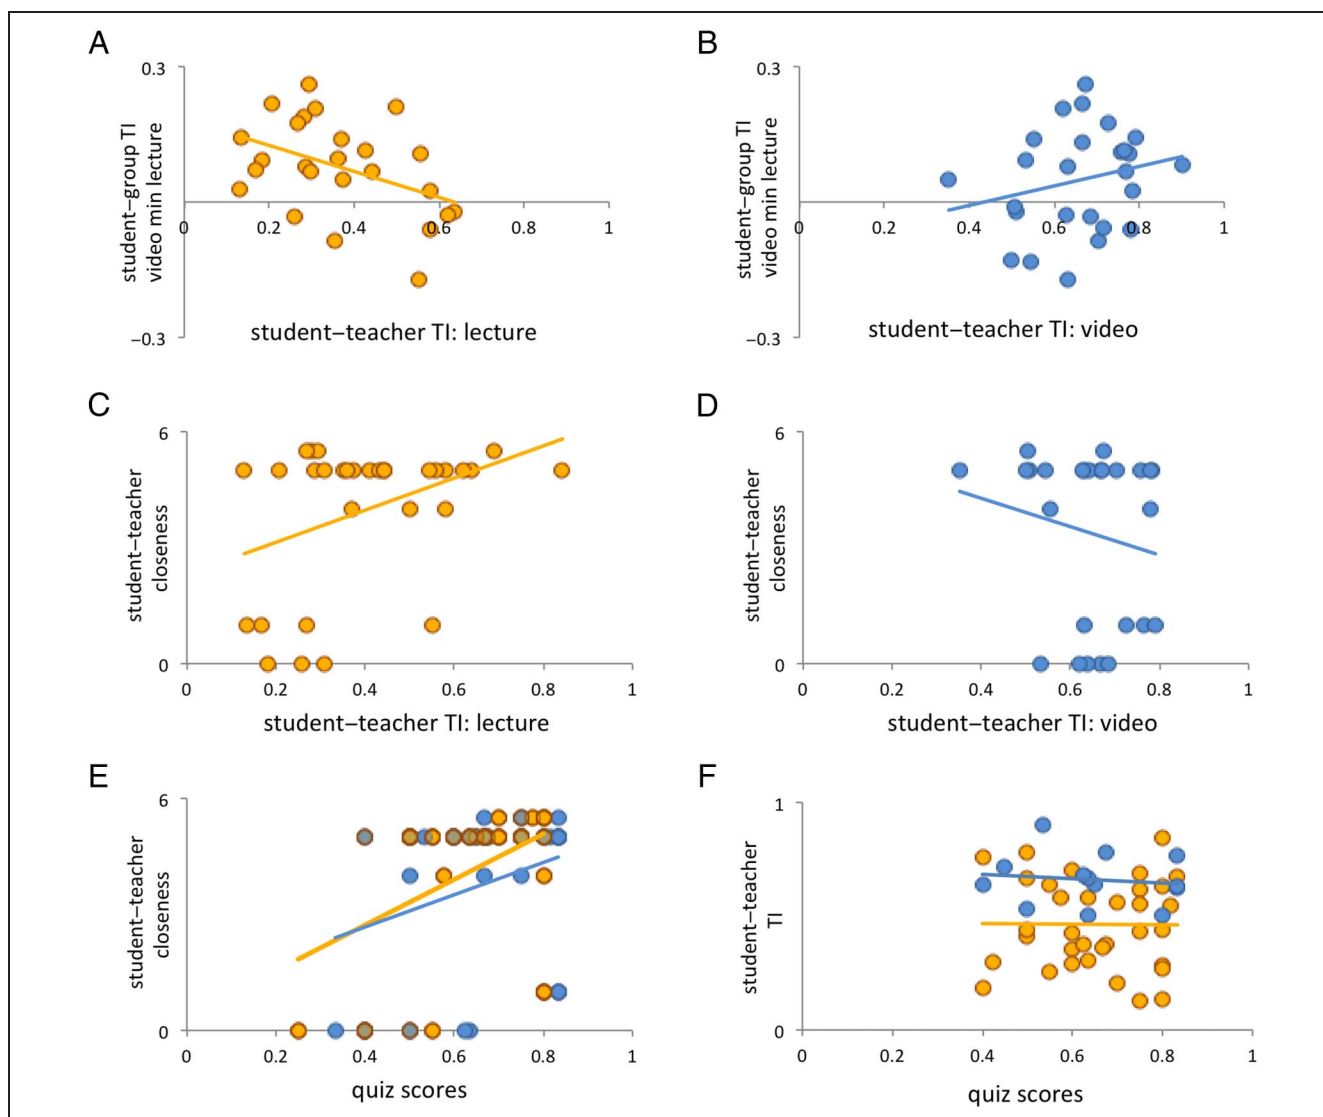 A
0.3
student–group TI
video min lecture
0.2
0.4
0.6
0.8
1
–0.3
student–teacher TI: lecture
B
0.3
student–group TI
video min lecture
0
0.2
0.4
0.6
0.8
1
–0.3
student–teacher TI: video
C
6
student–teacher
closeness
0
0
0.2
0.4
0.6
0.8
1
student–teacher TI: lecture
D
6
student–teacher
closeness
0
0
0.2
0.4
0.6
0.8
1
student–teacher TI: video
E
6
student–teacher
closeness
0
0
0.2
0.4
0.6
0.8
1
quiz scores
F
1
student–teacher
TI
0
0
0.2
0.4
0.6
0.8
1
quiz scores